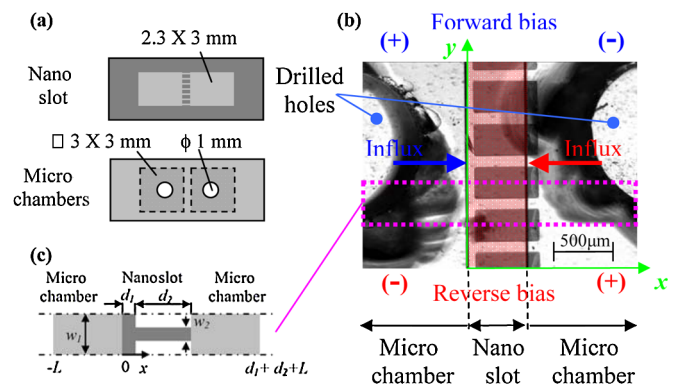 (a)
2.3 X 3 mm
Nano
slot
□ 3 X 3 mm
ϕ 1 mm
Micro
chambers
(b)
Forward bias
(+)
y
(-)
Drilled
holes
Influx
Influx
500μm
(-)
Reverse bias
(+)
x
Micro
chamber
Nano
slot
Micro
chamber
(c)
Micro
chamber
Nanoslot
Micro
chamber
d1
d2
w1
w2
-L
0
x
d1+ d2+L